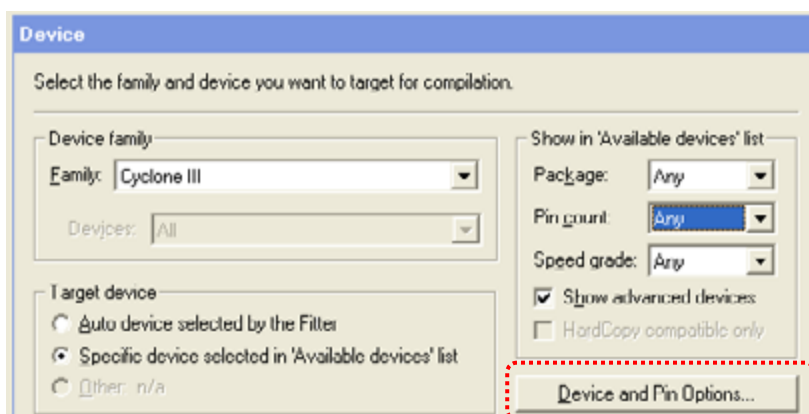 Device
Select the family and device you want to target for compilation.
Device family
Family: Cyclone III
Devices: All
Show in 'Available devices' list
Package: Any
Pin count: Any
Speed grade: Any
Show advanced devices
HardCopy compatible only
Target device
Auto device selected by the Fitter
Specific device selected in 'Available devices' list
Other: n/a
Device and Pin Options...